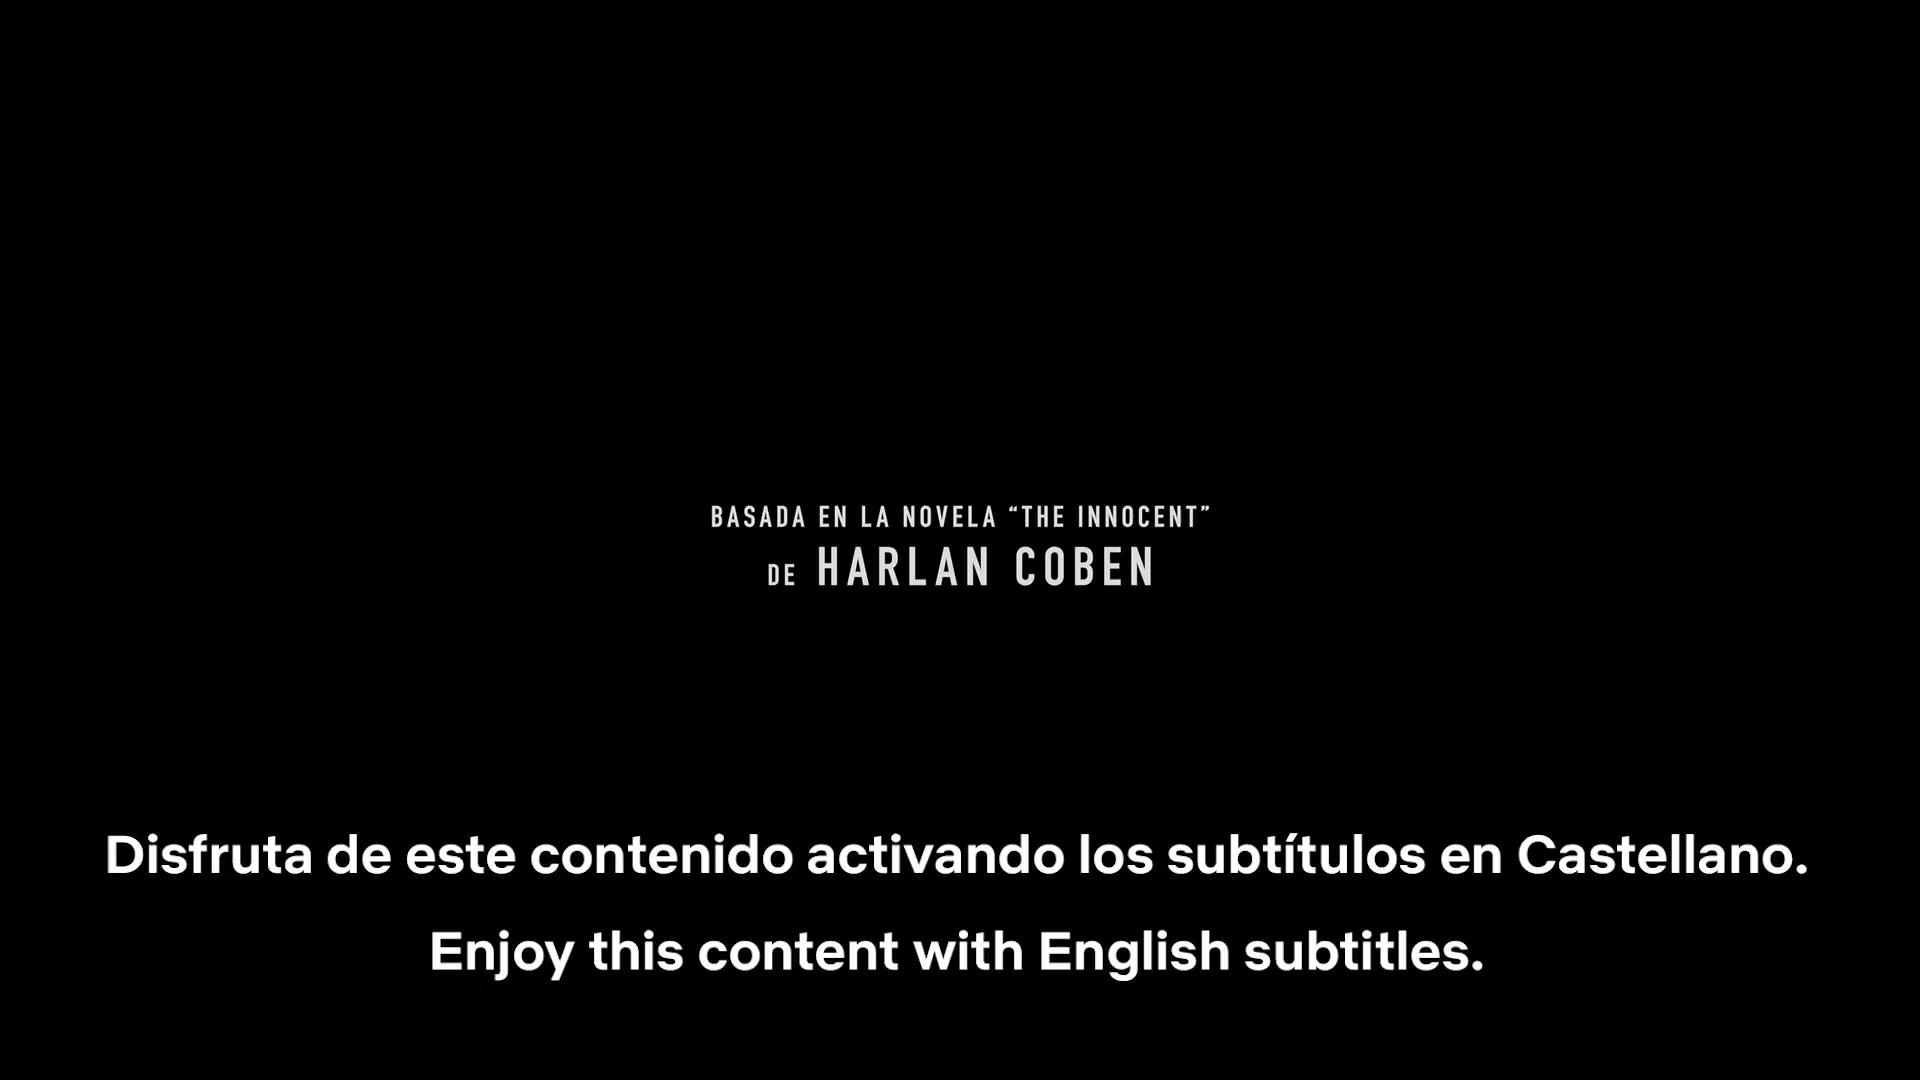 BASADA EN LA NOVELA “THE INNOCENT”
DE HARLAN COBEN
Disfruta de este contenido activando los subtítulos en Castellano.
Enjoy this content with English subtitles.